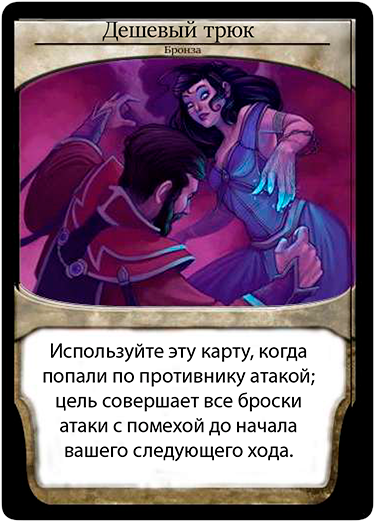 Дешевый трюк
Бронза
Используйте эту карту, когда
попали по противнику атакой;
цель совершает все броски
атаки с помехой до начала
вашего следующего хода.